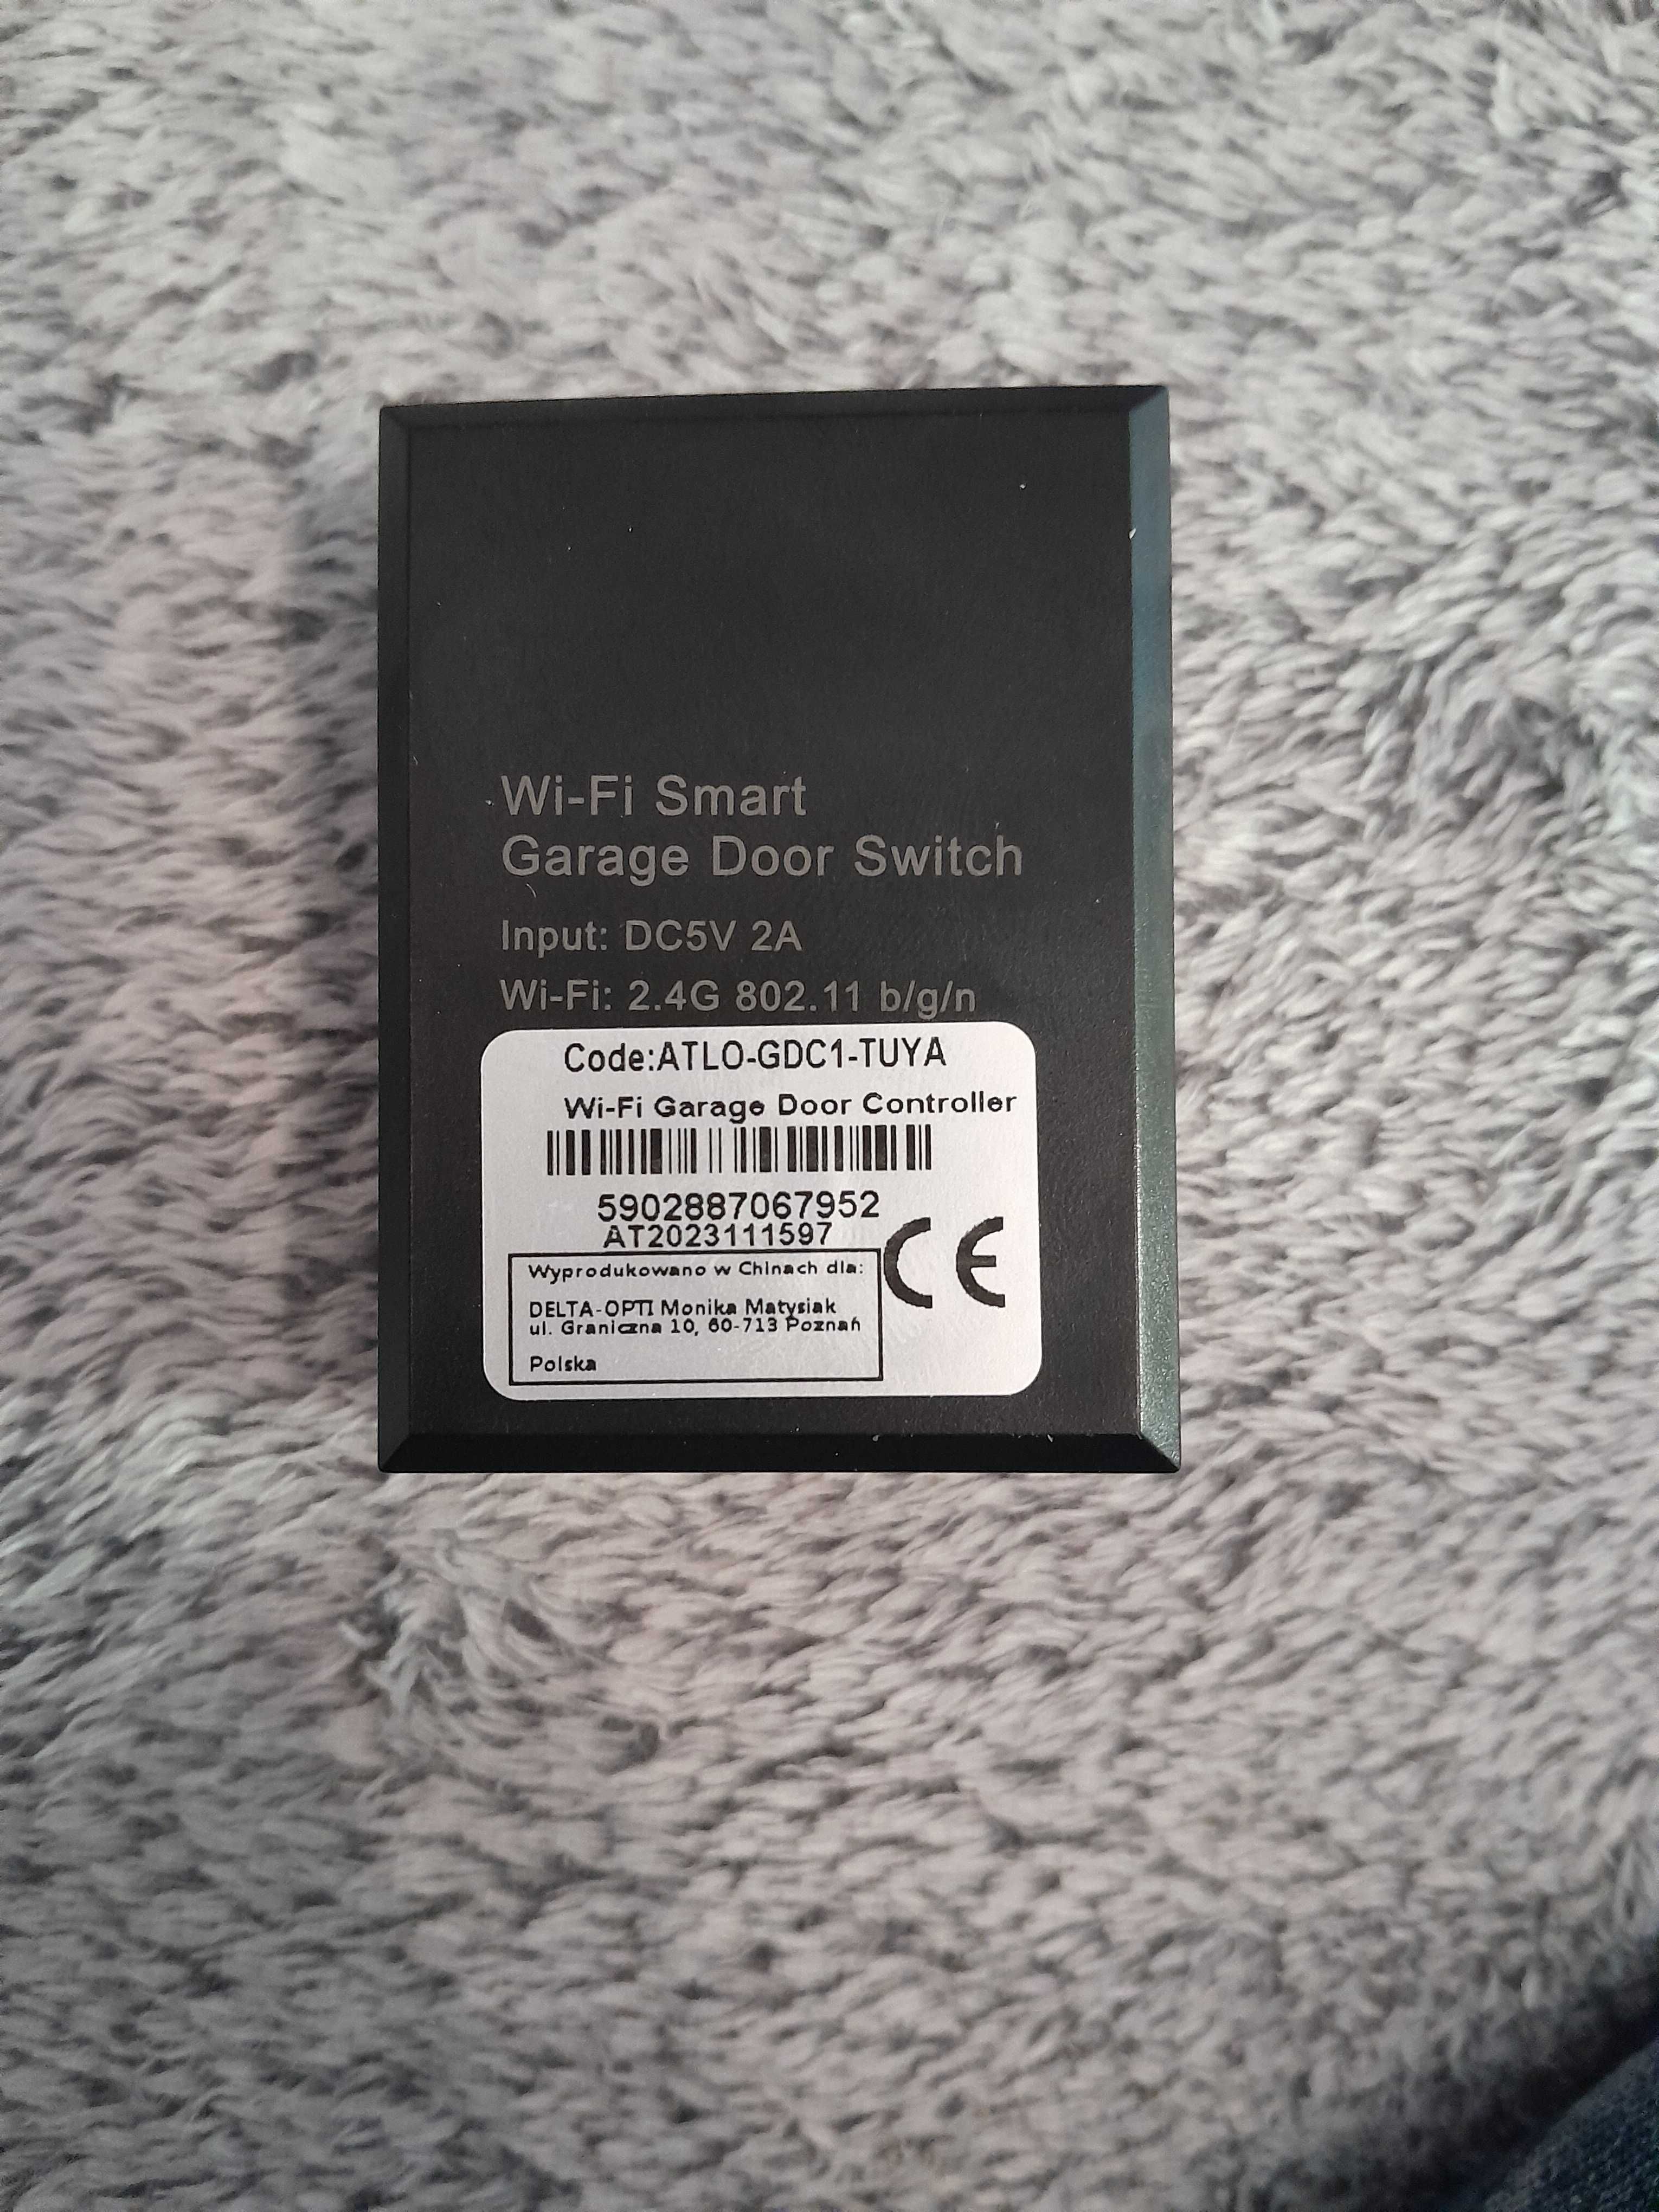 Wi-Fi Smart
Garage Door Switch
Input: DC5V 2A
Wi-Fi: 2.4G 802.11 b/g/n
Code:ATLO-GDC1-TUYA
Wi-Fi Garage Door Controller
5902887067952
AT2023111597
CE
Wyprodukowano w Chinach dla:
DELTA-OPTI Monika Matysiak
ul. Graniczna 10, 60-713 Poznań
Polska